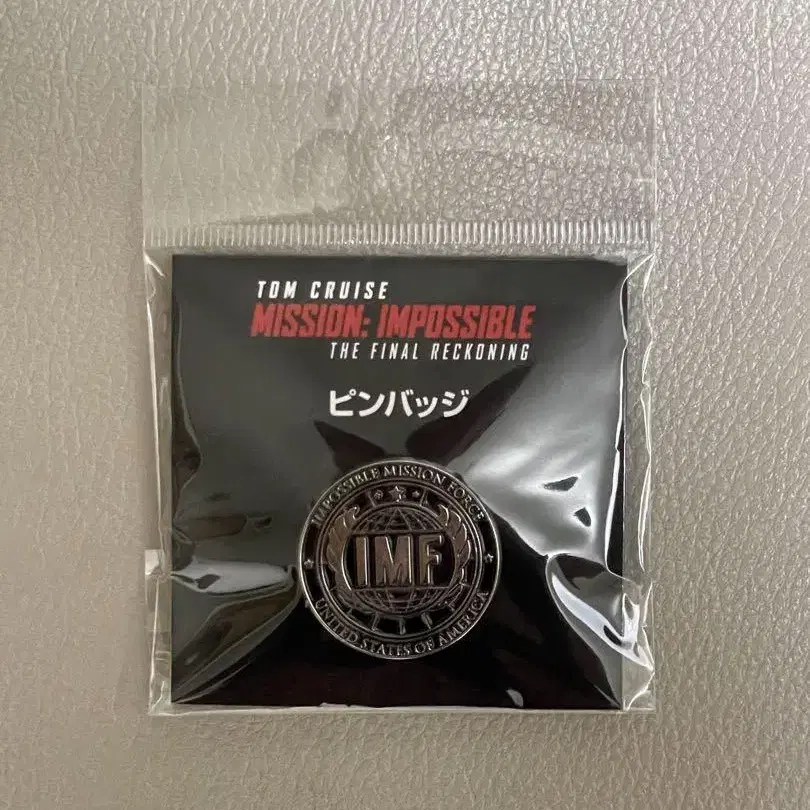 TOM CRUISE
MISSION: IMPOSSIBLE
THE FINAL RECKONING
ピンバッジ
IMPOSSIBLE MISSION FORCE
IMF
UNITED STATES OF AMERICA